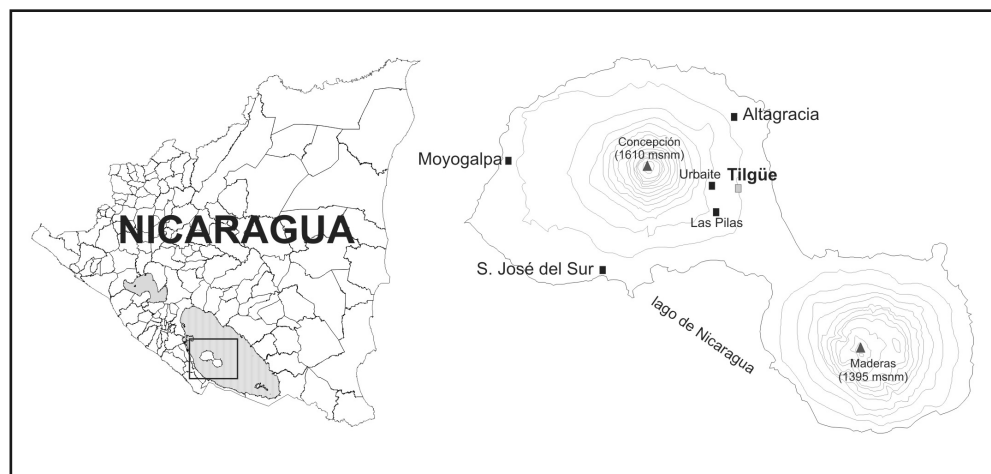 NICARAGUA
Altagracia
Concepción
(1610 msnm)
Moyogalpa
Urbaite
Tilgüe
Las Pilas
S. José del Sur
lago de Nicaragua
Maderas
(1395 msnm)